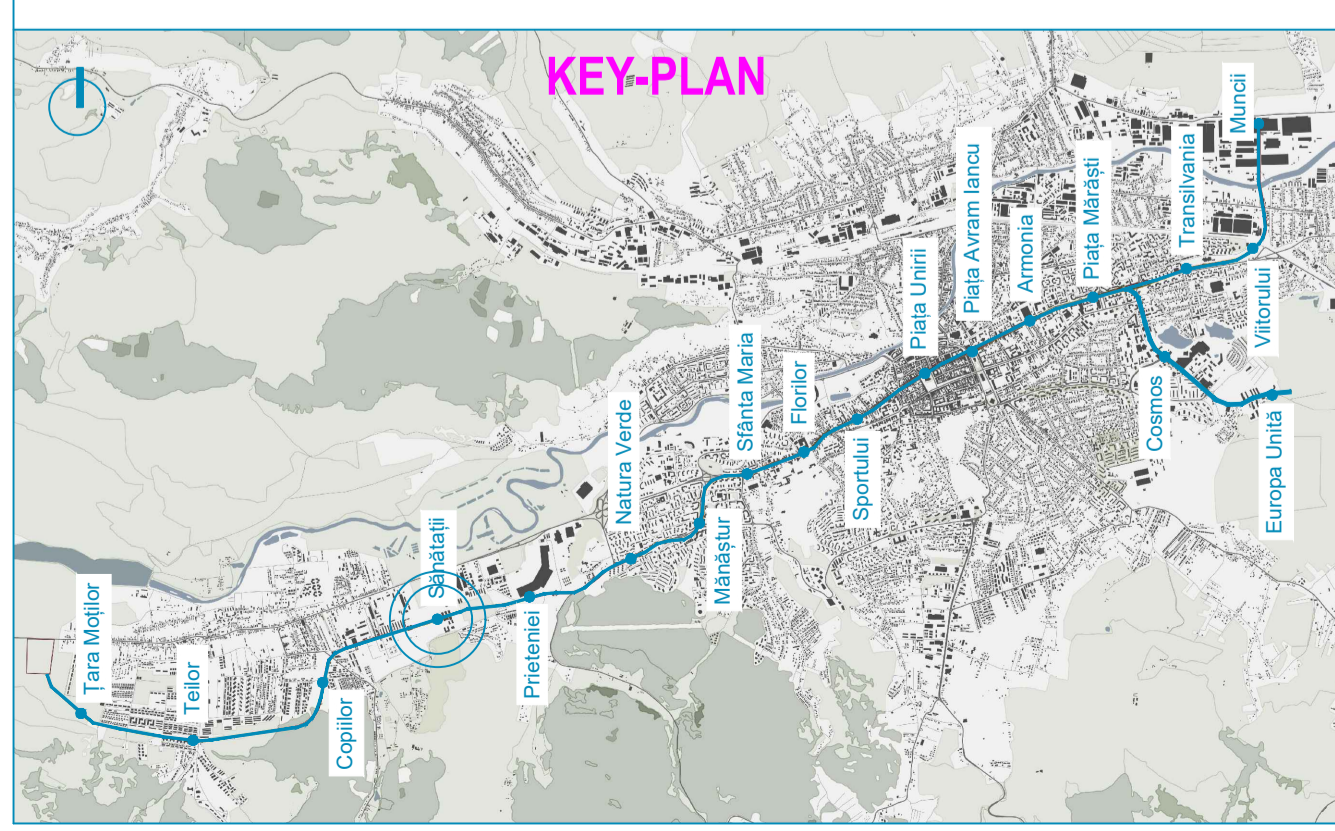 KEY-PLAN
Țara Moților
Teilor
Copiilor
Sănătații
Prieteniei
Natura Verde
Mănăștur
Sfânta Maria
Florilor
Sportului
Piața Unirii
Piața Avram Iancu
Armonia
Piața Mărăști
Transilvania
Viitorului
Muncii
Cosmos
Europa Unită